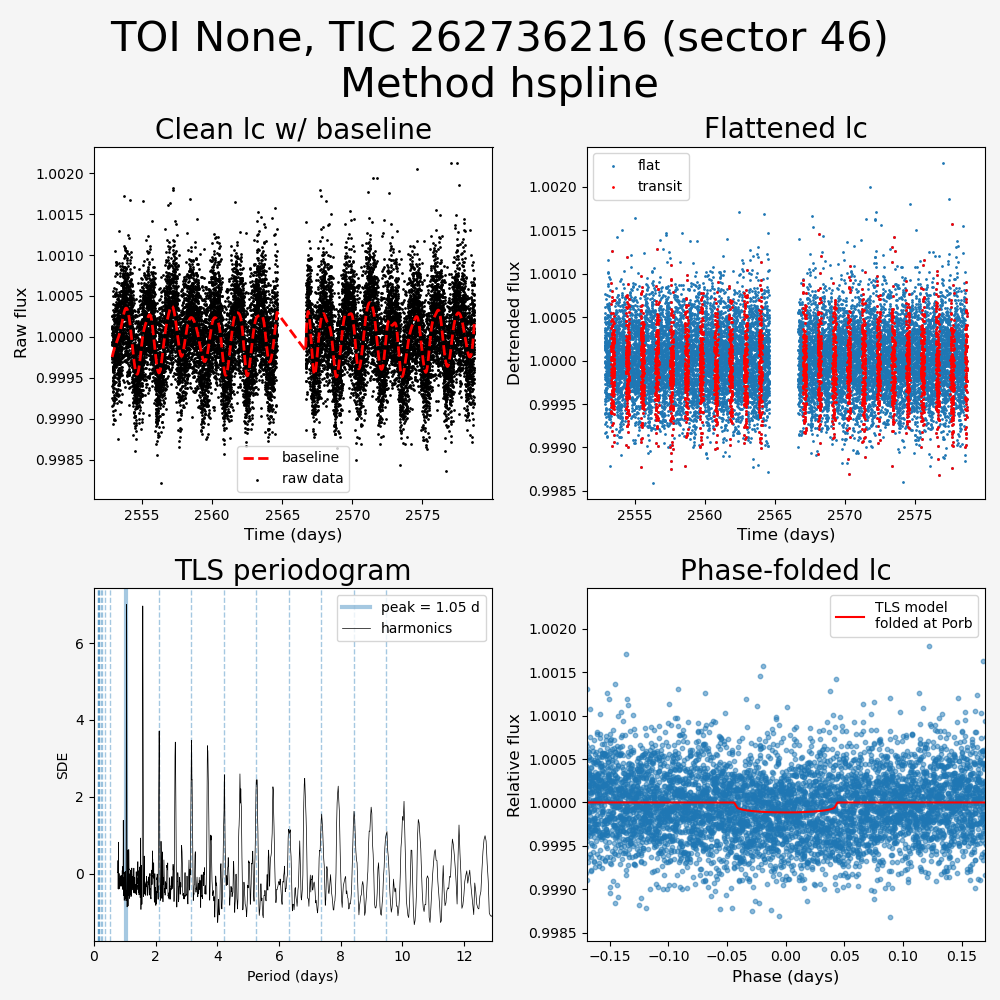 TOI None, TIC 262736216 (sector 46)
Method hspline
Clean lc w/ baseline
Raw flux
1.0020
1.0015
1.0010
1.0005
1.0000
0.9995
0.9990
0.9985
baseline
raw data
2555
2560
2565
2570
2575
Time (days)
Flattened lc
Detrended flux
1.0020
1.0015
1.0010
1.0005
1.0000
0.9995
0.9990
0.9985
flat
transit
2555
2560
2565
2570
2575
Time (days)
TLS periodogram
SDE
6
4
2
0
peak = 1.05 d
harmonics
0
2
4
6
8
10
12
Period (days)
Phase-folded lc
Relative flux
1.0020
1.0015
1.0010
1.0005
1.0000
0.9995
0.9990
0.9985
TLS model
folded at Porb
−0.15
−0.10
−0.05
0.00
0.05
0.10
0.15
Phase (days)